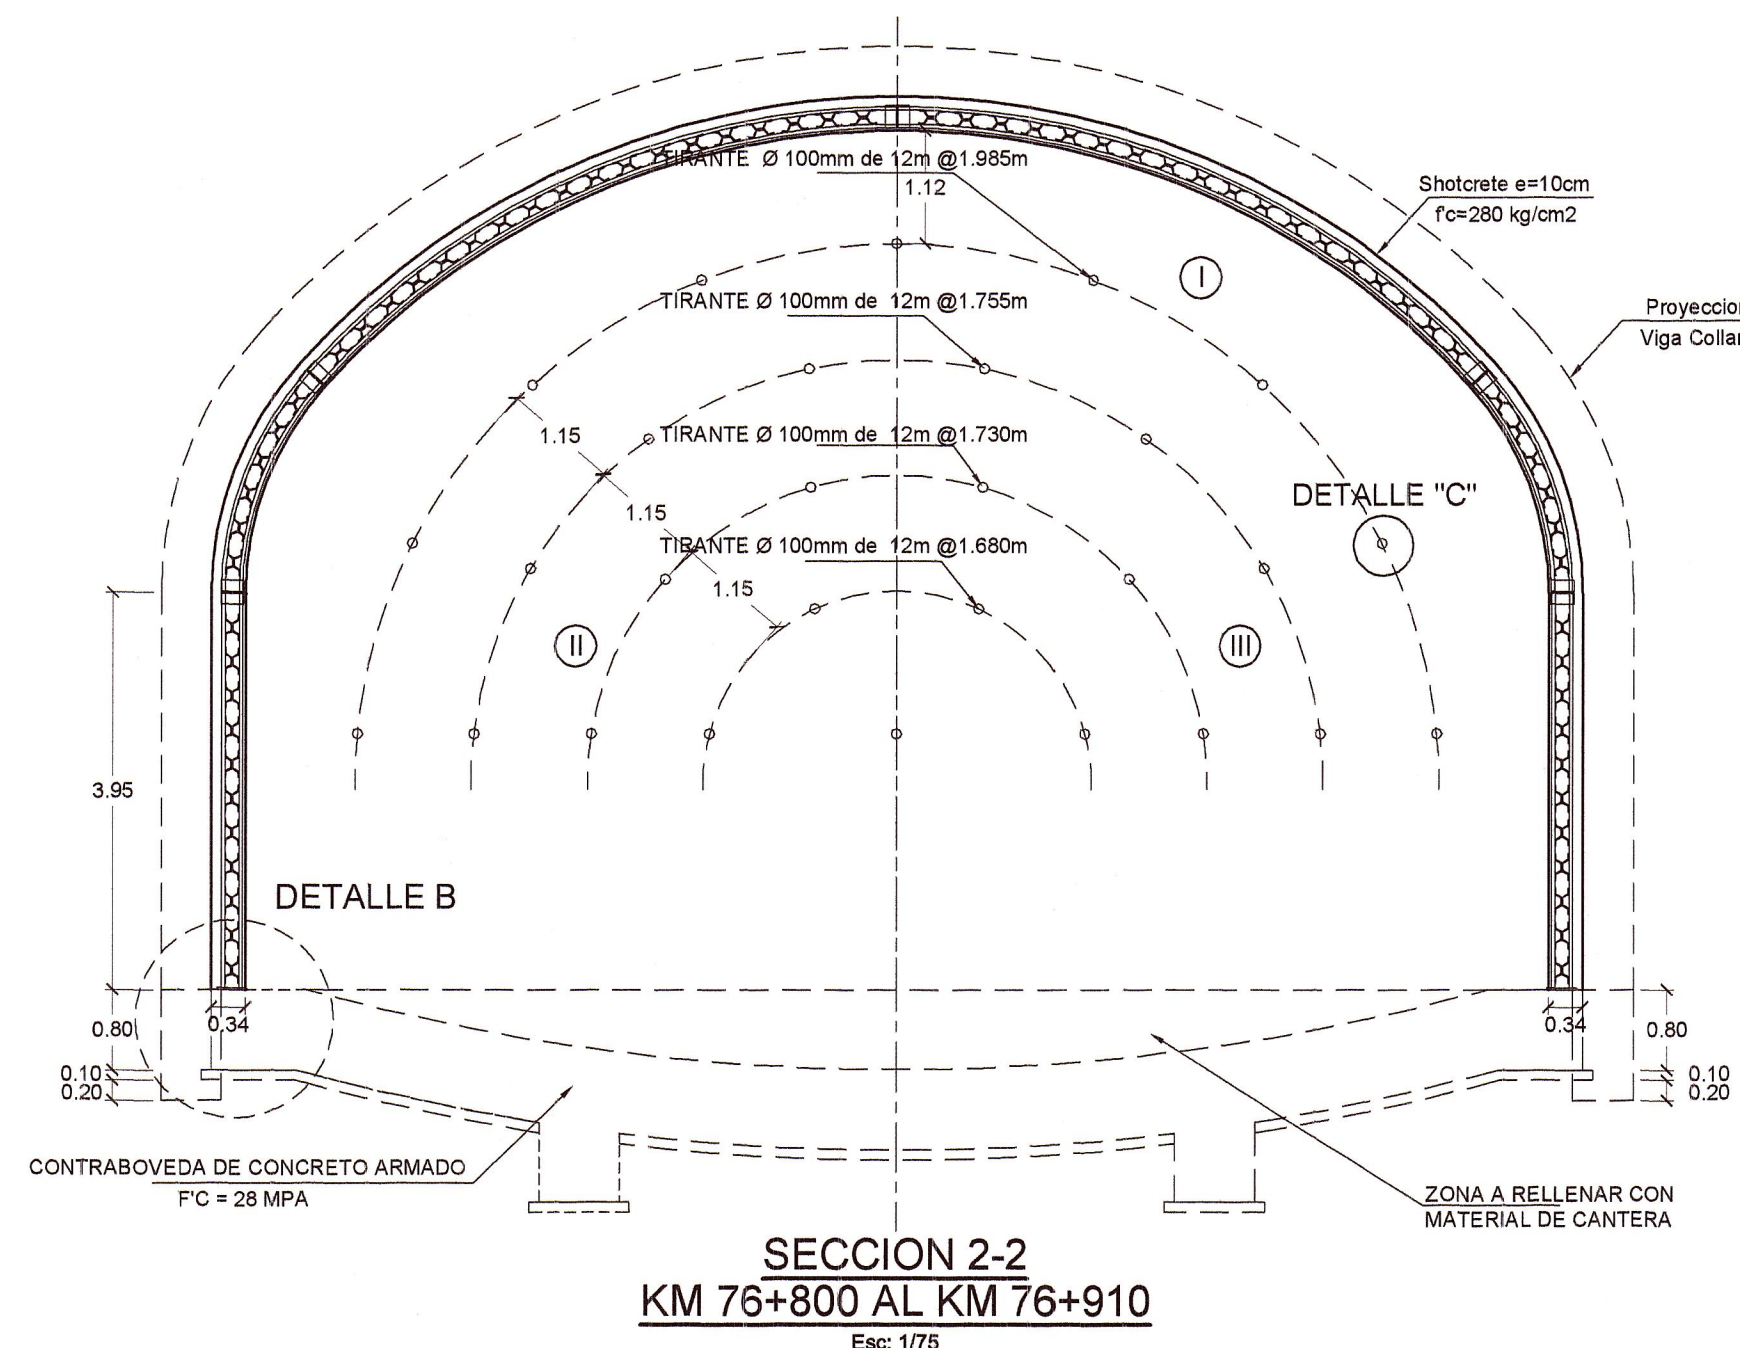 TIRANTE Ø 100mm de 12m @1.985m
1.12
Shotcrete e=10cm
f'c=280 kg/cm2
I
TIRANTE Ø 100mm de 12m @1.755m
Proyeccion
Viga Collar
1.15
TIRANTE Ø 100mm de 12m @1.730m
DETALLE "C"
1.15
TIRANTE Ø 100mm de 12m @1.680m
1.15
II
III
3.95
DETALLE B
0.34
0.34
0.80
0.80
0.10
0.10
0.20
0.20
CONTRABOVEDA DE CONCRETO ARMADO
F'C = 28 MPA
ZONA A RELLENAR CON
MATERIAL DE CANTERA
SECCION 2-2
KM 76+800 AL KM 76+910
Esc: 1/75